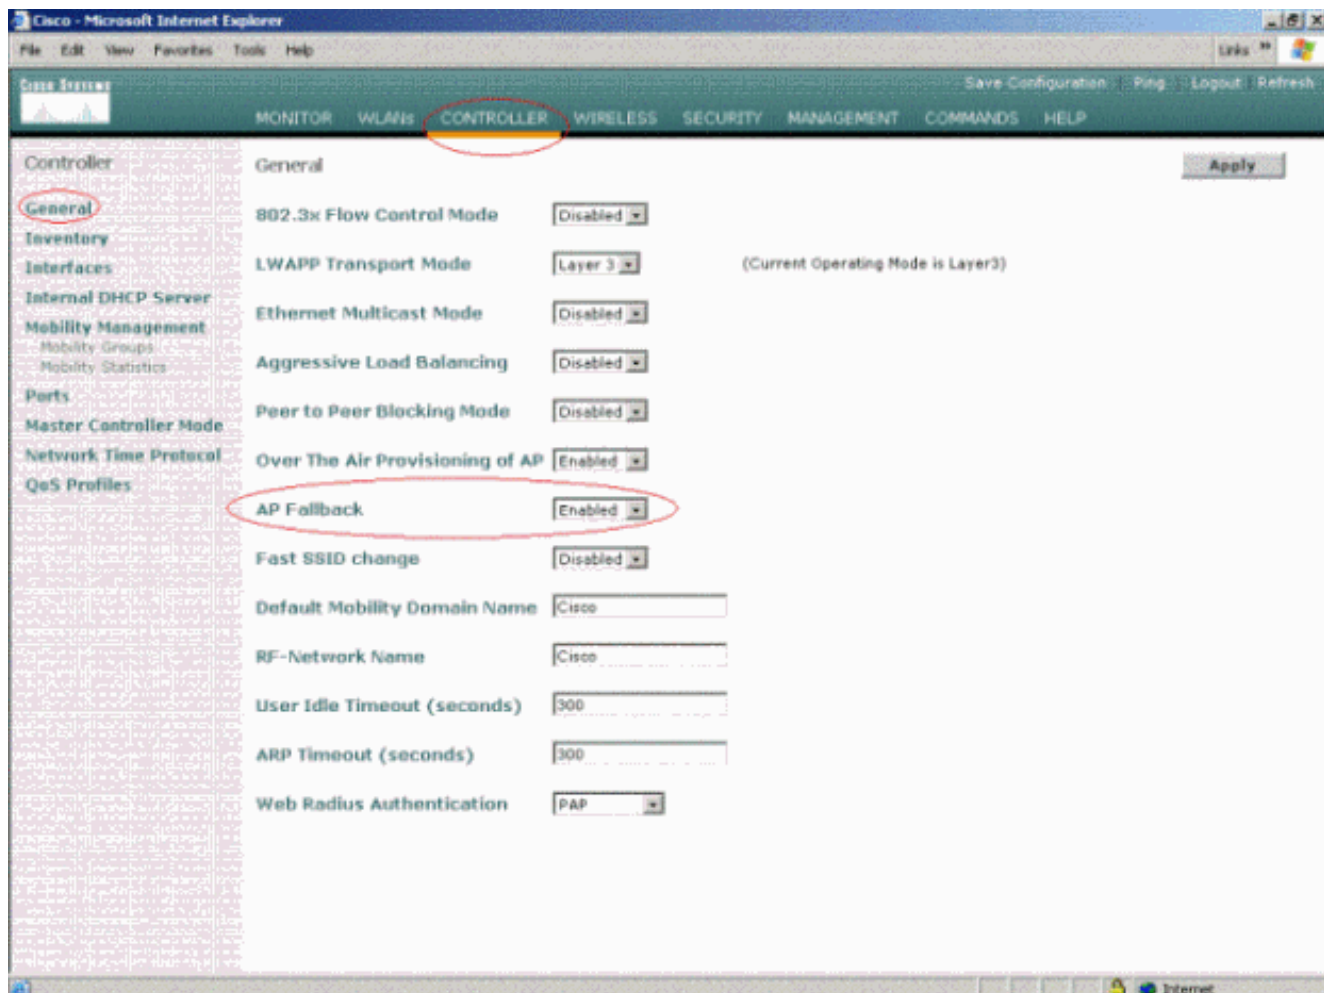 Cisco - Microsoft Internet Explorer
File Edit View Favorites Tools Help Links »
CISCO SYSTEMS
Save Configuration Ping Logout Refresh
MONITOR WLANs CONTROLLER WIRELESS SECURITY MANAGEMENT COMMANDS HELP
Controller
General
Inventory
Interfaces
Internal DHCP Server
Mobility Management
Mobility Groups
Mobility Statistics
Ports
Master Controller Mode
Network Time Protocol
QoS Profiles
General Apply
802.3x Flow Control Mode Disabled
LWAPP Transport Mode Layer 3 (Current Operating Mode is Layer3)
Ethernet Multicast Mode Disabled
Aggressive Load Balancing Disabled
Peer to Peer Blocking Mode Disabled
Over The Air Provisioning of AP Enabled
AP Fallback Enabled
Fast SSID change Disabled
Default Mobility Domain Name Cisco
RF-Network Name Cisco
User Idle Timeout (seconds) 300
ARP Timeout (seconds) 300
Web Radius Authentication PAP
Internet